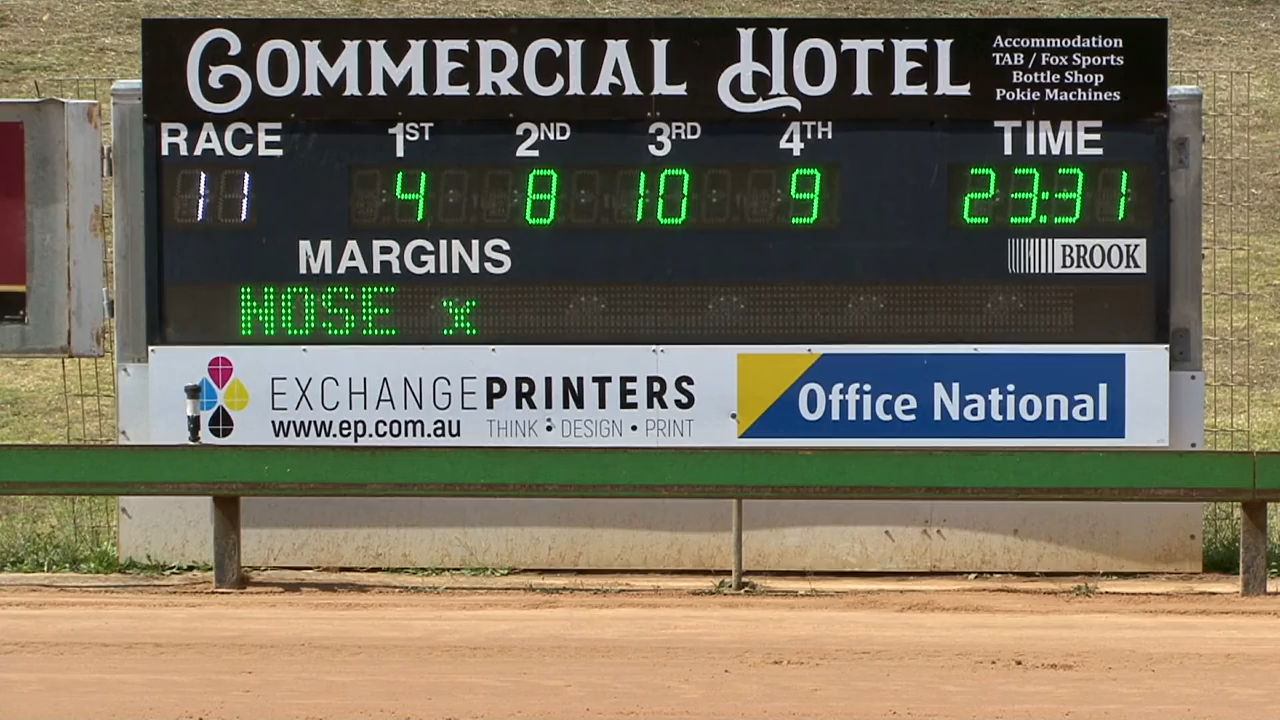 COMMERCIAL HOTEL
Accommodation
TAB / Fox Sports
Bottle Shop
Pokie Machines
RACE 1ST 2ND 3RD 4TH TIME
11 4 8 10 9 23:31
MARGINS
BROOK
NOSE x
EXCHANGEPRINTERS
www.ep.com.au THINK • DESIGN • PRINT
Office National